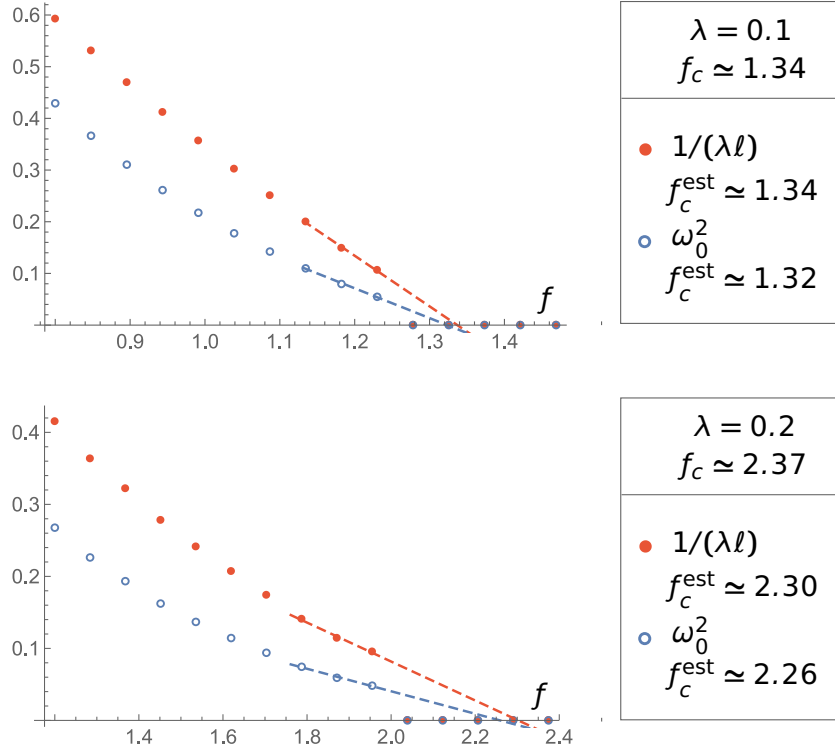 0.6
0.5
0.4
0.3
0.2
0.1
f
0.9 1.0 1.1 1.2 1.3 1.4
λ = 0.1
f_c ≃ 1.34
1/(λℓ)
f_c^est ≃ 1.34
ω_0^2
f_c^est ≃ 1.32
0.4
0.3
0.2
0.1
f
1.4 1.6 1.8 2.0 2.2 2.4
λ = 0.2
f_c ≃ 2.37
1/(λℓ)
f_c^est ≃ 2.30
ω_0^2
f_c^est ≃ 2.26